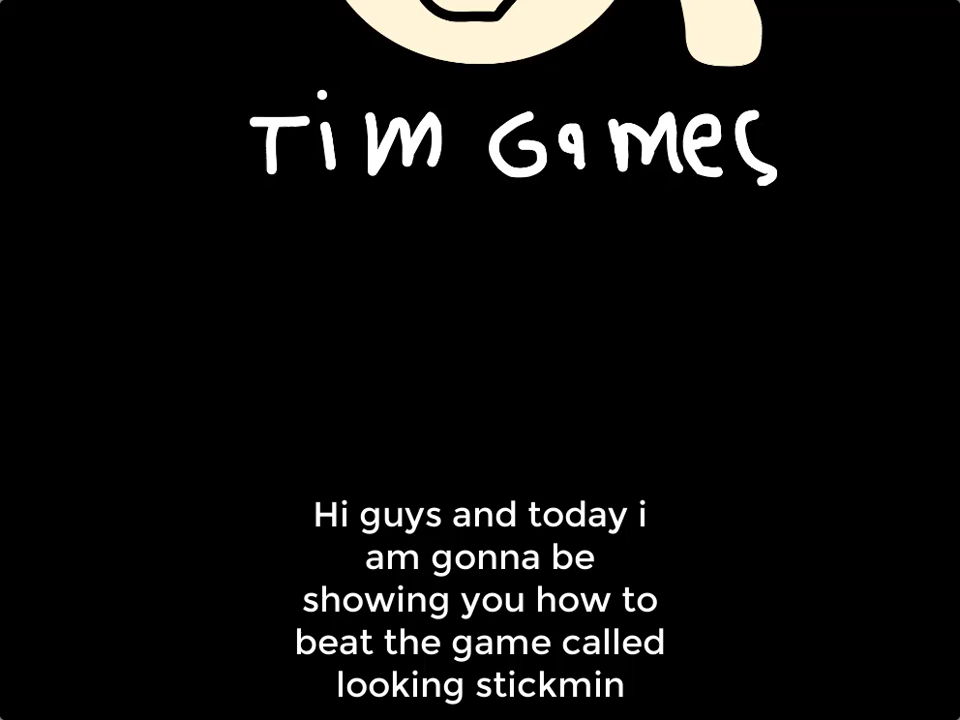 Tim Games
Hi guys and today i
am gonna be
showing you how to
beat the game called
looking stickmin